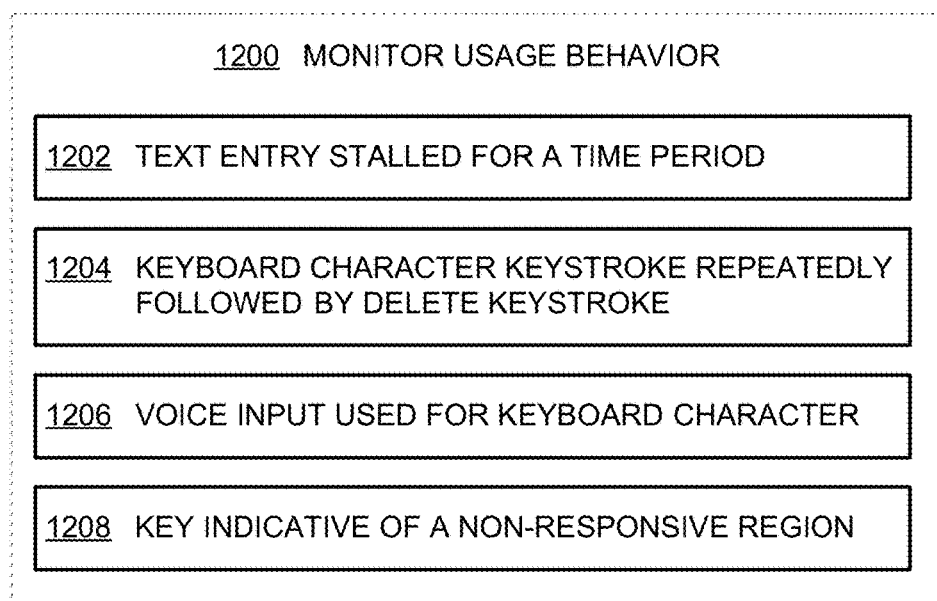 1200 MONITOR USAGE BEHAVIOR
1202 TEXT ENTRY STALLED FOR A TIME PERIOD
1204 KEYBOARD CHARACTER KEYSTROKE REPEATEDLY
FOLLOWED BY DELETE KEYSTROKE
1206 VOICE INPUT USED FOR KEYBOARD CHARACTER
1208 KEY INDICATIVE OF A NON-RESPONSIVE REGION